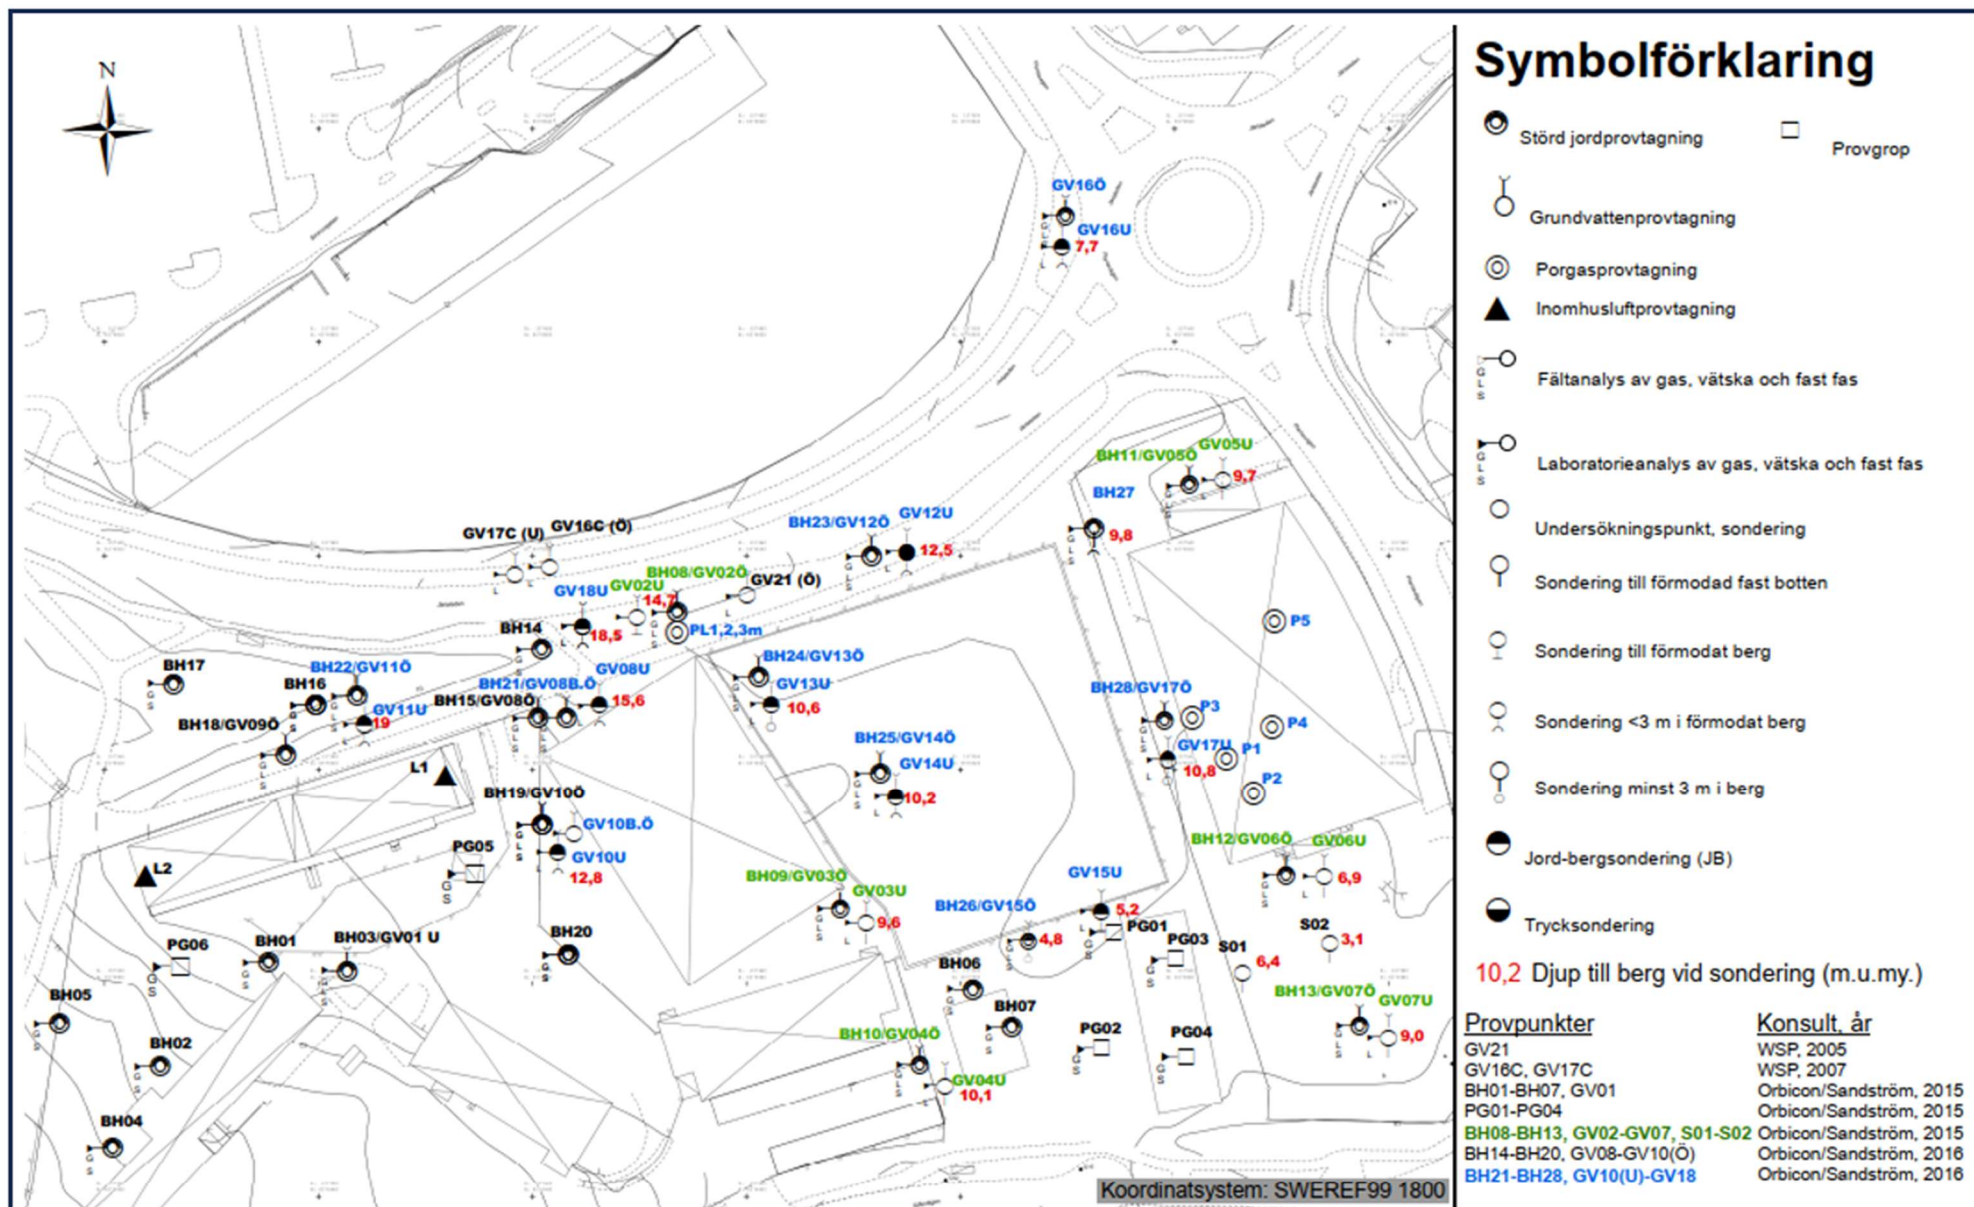 N
GV16Ö
GV16U
7,7
GV05U
BH11/GV05Ö
9,7
BH27
9,8
GV12U
BH23/GV12Ö
12,5
GV16C (Ö)
GV17C (U)
BH08/GV02Ö
GV21 (Ö)
GV02U
GV18U
14,7
18,5
PL1,2,3m
P5
BH14
BH17
BH22/GV11Ö
BH16
GV11U
19
BH18/GV09Ö
GV08U
BH21/GV08B.Ö
BH15/GV08Ö
15,6
BH24/GV13Ö
GV13U
10,6
BH28/GV17Ö
P3
P4
GV17U
P1
10,8
P2
BH25/GV14Ö
GV14U
10,2
L1
L2
BH19/GV10Ö
GV10B.Ö
GV10U
12,8
PG05
BH12/GV06Ö
GV06U
6,9
BH09/GV03Ö
GV03U
9,6
GV15U
5,2
BH26/GV15Ö
4,8
PG01
PG03
S01
6,4
S02
3,1
PG06
BH01
BH03/GV01 U
BH20
BH06
BH07
BH05
BH02
BH04
BH10/GV04Ö
GV04U
10,1
PG02
PG04
BH13/GV07Ö
GV07U
9,0
Koordinatsystem: SWEREF99 1800
Symbolförklaring
Störd jordprovtagning
Provgrop
Grundvattenprovtagning
Porgasprovtagning
Inomhusluftprovtagning
G
L
S
Fältanalys av gas, vätska och fast fas
G
L
S
Laboratorieanalys av gas, vätska och fast fas
Undersökningspunkt, sondering
Sondering till förmodad fast botten
Sondering till förmodat berg
Sondering <3 m i förmodat berg
Sondering minst 3 m i berg
Jord-bergsondering (JB)
Trycksondering
10,2 Djup till berg vid sondering (m.u.my.)
Provpunkter Konsult, år
GV21 WSP, 2005
GV16C, GV17C WSP, 2007
BH01-BH07, GV01 Orbicon/Sandström, 2015
PG01-PG04 Orbicon/Sandström, 2015
BH08-BH13, GV02-GV07, S01-S02 Orbicon/Sandström, 2015
BH14-BH20, GV08-GV10(Ö) Orbicon/Sandström, 2016
BH21-BH28, GV10(U)-GV18 Orbicon/Sandström, 2016